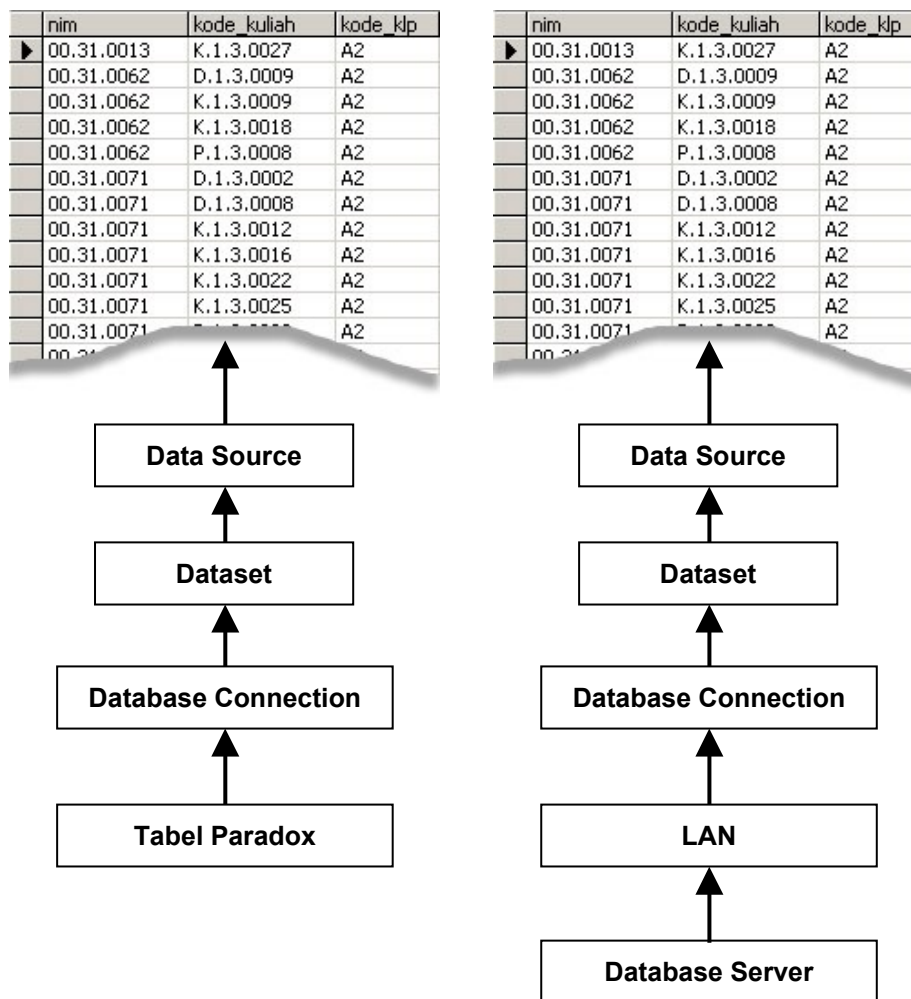 nim kode_kuliah kode_klp
00.31.0013 K.1.3.0027 A2
00.31.0062 D.1.3.0009 A2
00.31.0062 K.1.3.0009 A2
00.31.0062 K.1.3.0018 A2
00.31.0062 P.1.3.0008 A2
00.31.0071 D.1.3.0002 A2
00.31.0071 D.1.3.0008 A2
00.31.0071 K.1.3.0012 A2
00.31.0071 K.1.3.0016 A2
00.31.0071 K.1.3.0022 A2
00.31.0071 K.1.3.0025 A2
00.31.0071 A2
Data Source
Dataset
Database Connection
Tabel Paradox
nim kode_kuliah kode_klp
00.31.0013 K.1.3.0027 A2
00.31.0062 D.1.3.0009 A2
00.31.0062 K.1.3.0009 A2
00.31.0062 K.1.3.0018 A2
00.31.0062 P.1.3.0008 A2
00.31.0071 D.1.3.0002 A2
00.31.0071 D.1.3.0008 A2
00.31.0071 K.1.3.0012 A2
00.31.0071 K.1.3.0016 A2
00.31.0071 K.1.3.0022 A2
00.31.0071 K.1.3.0025 A2
00.31.0071 A2
Data Source
Dataset
Database Connection
LAN
Database Server